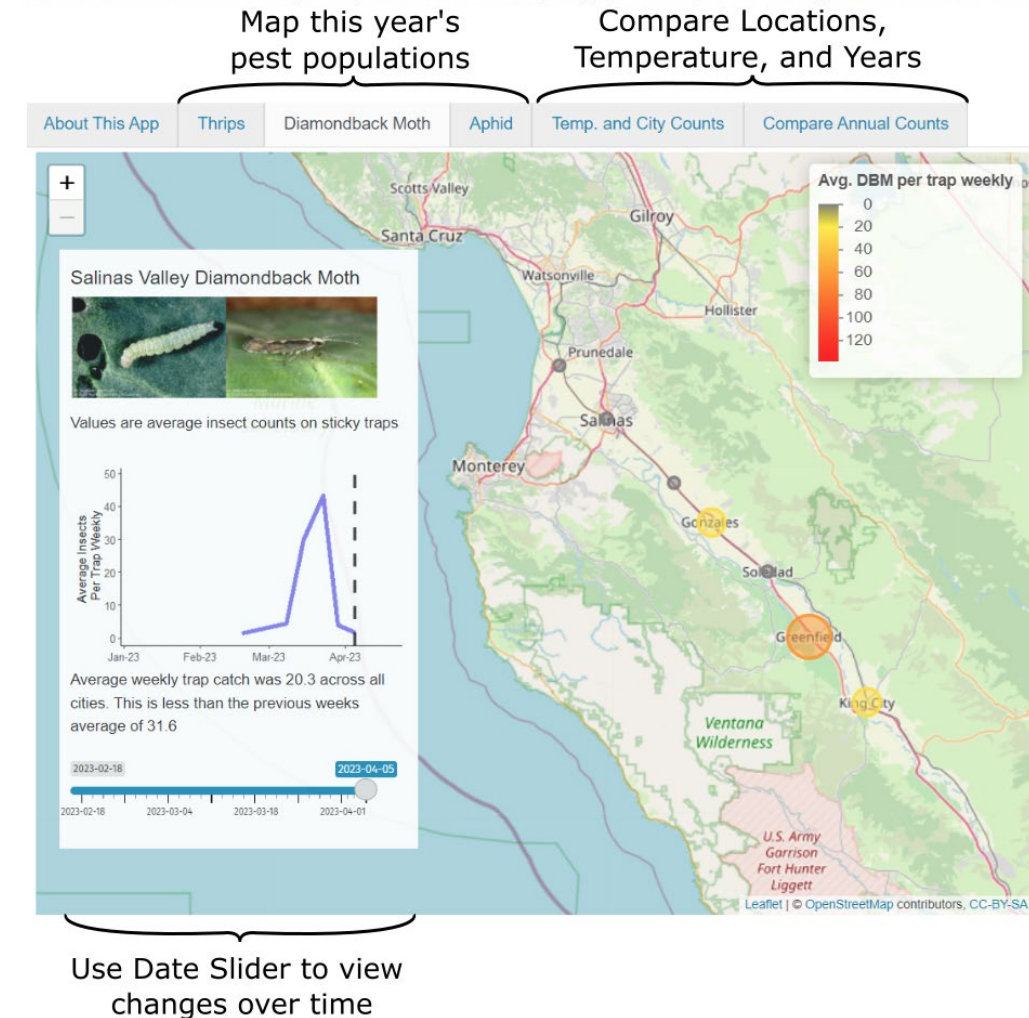 Map this year's
pest populations
Compare Locations,
Temperature, and Years
About This App
Thrips
Diamondback Moth
Aphid
Temp. and City Counts
Compare Annual Counts
+
−
Scotts Valley
Santa Cruz
Gilroy
Watsonville
Hollister
Prunedale
Salinas
Monterey
Gonzales
Soledad
Greenfield
King City
Ventana
Wilderness
U.S. Army
Garrison
Fort Hunter
Liggett
Avg. DBM per trap weekly
0
20
40
60
80
100
120
Salinas Valley Diamondback Moth
Values are average insect counts on sticky traps
Average Insects
Per Trap Weekly
50
40
30
20
10
0
Jan-23
Feb-23
Mar-23
Apr-23
Average weekly trap catch was 20.3 across all
cities. This is less than the previous weeks
average of 31.6
2023-02-18
2023-04-05
2023-02-18
2023-03-04
2023-03-18
2023-04-01
Leaflet | © OpenStreetMap contributors, CC-BY-SA
Use Date Slider to view
changes over time